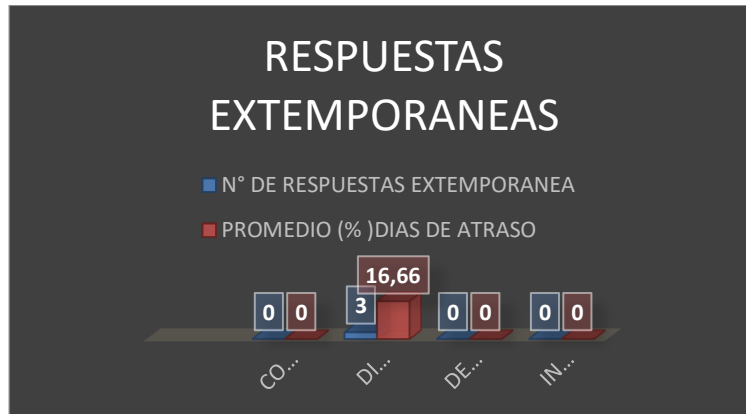 RESPUESTAS
EXTEMPORANEAS
N° DE RESPUESTAS EXTEMPORANEA
PROMEDIO (% )DIAS DE ATRASO
16,66
0 0 3 0 0 0 0
CO... DI... DE... IN...